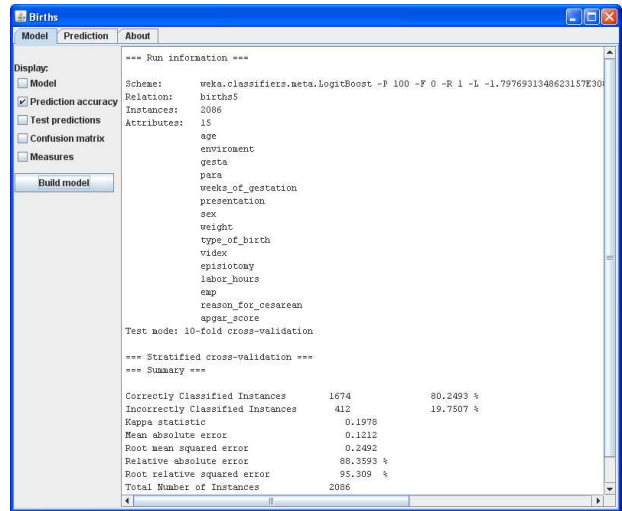 Births
Model Prediction About
Display:
Model
Prediction accuracy
Test predictions
Confusion matrix
Measures
Build model
=== Run information ===
Scheme: weka.classifiers.meta.LogitBoost -P 100 -F 0 -R 1 -L -1.7976931348623157E30
Relation: births5
Instances: 2086
Attributes: 15
age
enviroment
gesta
para
weeks_of_gestation
presentation
sex
weight
type_of_birth
videx
episiotomy
labor_hours
emp
reason_for_cesarean
apgar_score
Test mode: 10-fold cross-validation
=== Stratified cross-validation ===
=== Summary ===
Correctly Classified Instances 1674 80.2493 %
Incorrectly Classified Instances 412 19.7507 %
Kappa statistic 0.1978
Mean absolute error 0.1212
Root mean squared error 0.2492
Relative absolute error 88.3593 %
Root relative squared error 95.309 %
Total Number of Instances 2086